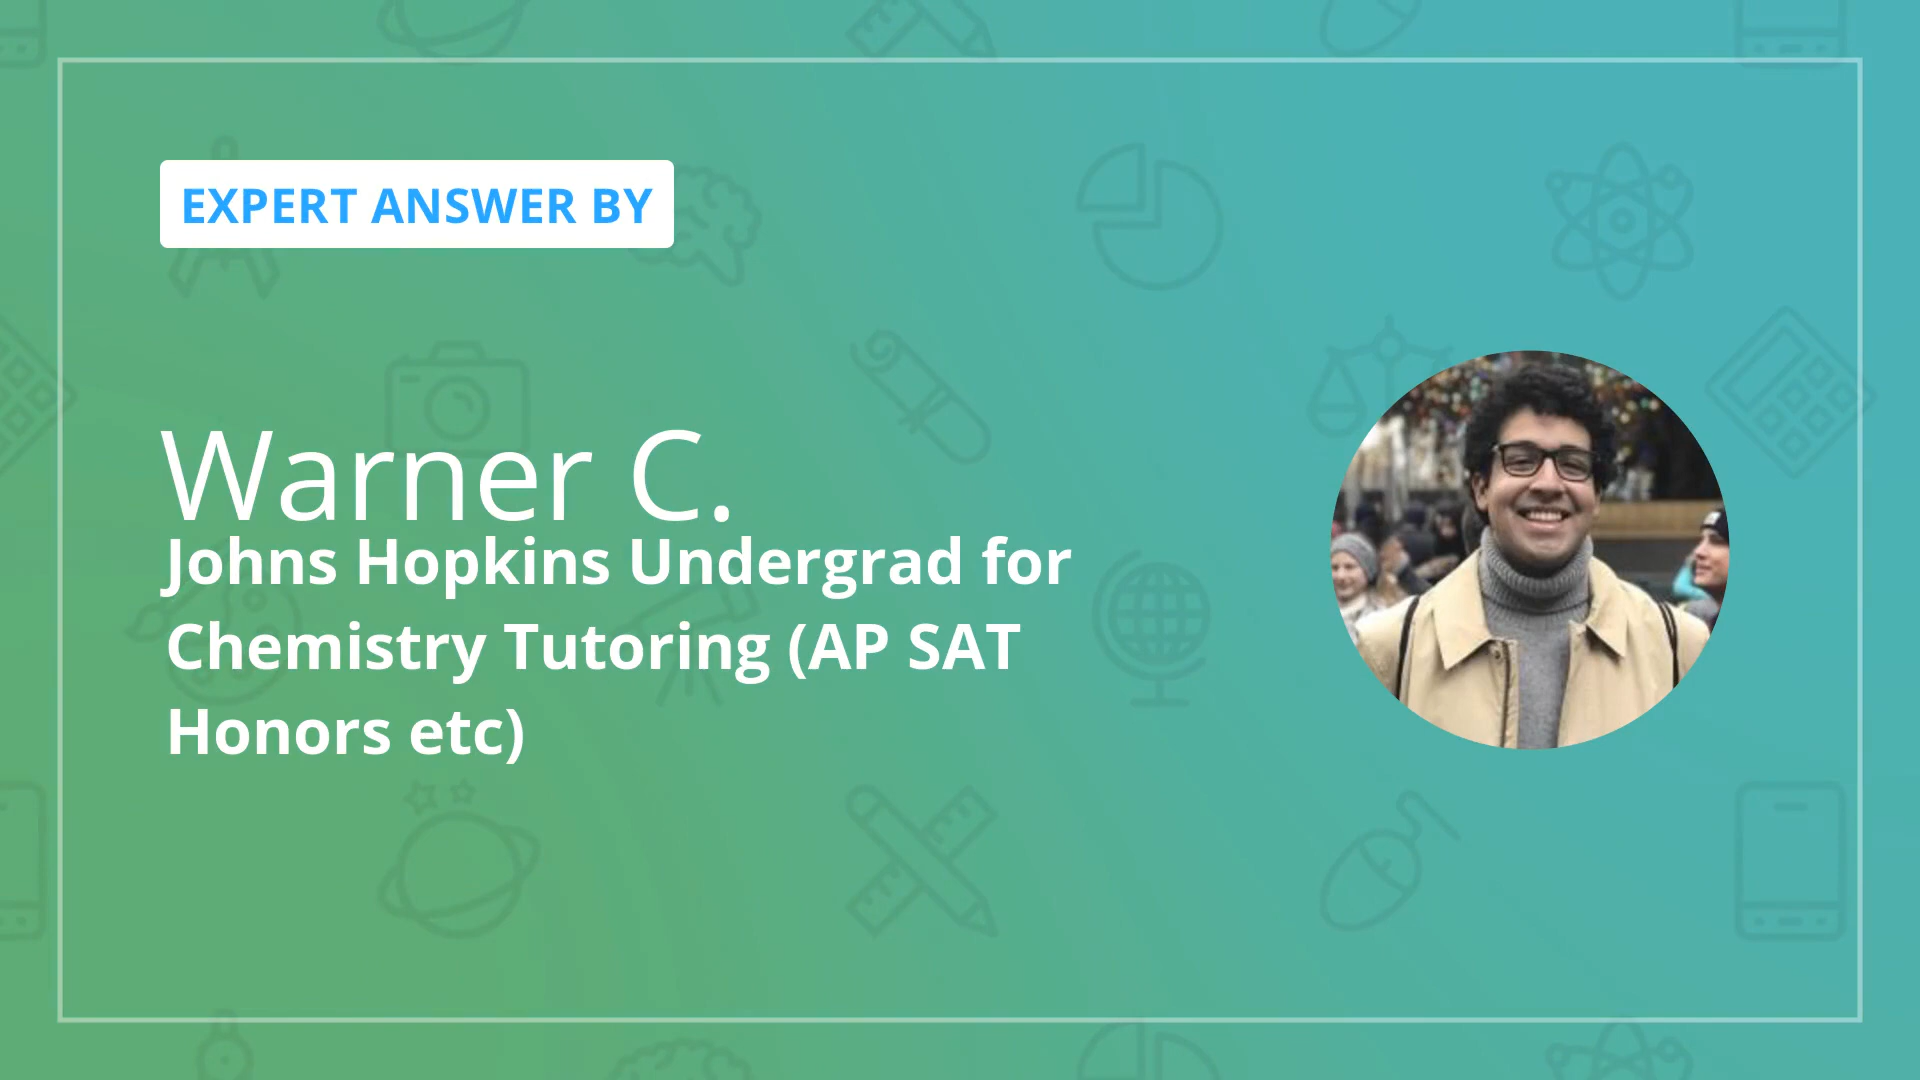 EXPERT ANSWER BY
Warner C.
Johns Hopkins Undergrad for
Chemistry Tutoring (AP SAT
Honors etc)